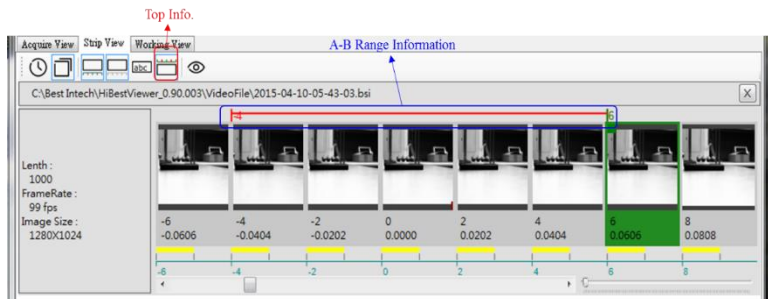 Top Info.
Acquire View Strip View Working View
A-B Range Information
abc
C:\Best Intech\HiBestViewer_0.90.003\VideoFile\2015-04-10-05-43-03.bsi X
-4 6
Lenth :
1000
FrameRate :
99 fps
Image Size :
1280X1024
-6 -4 -2 0 2 4 6 8
-0.0606 -0.0404 -0.0202 0.0000 0.0202 0.0404 0.0606 0.0808
-6 -4 -2 0 2 4 6 8